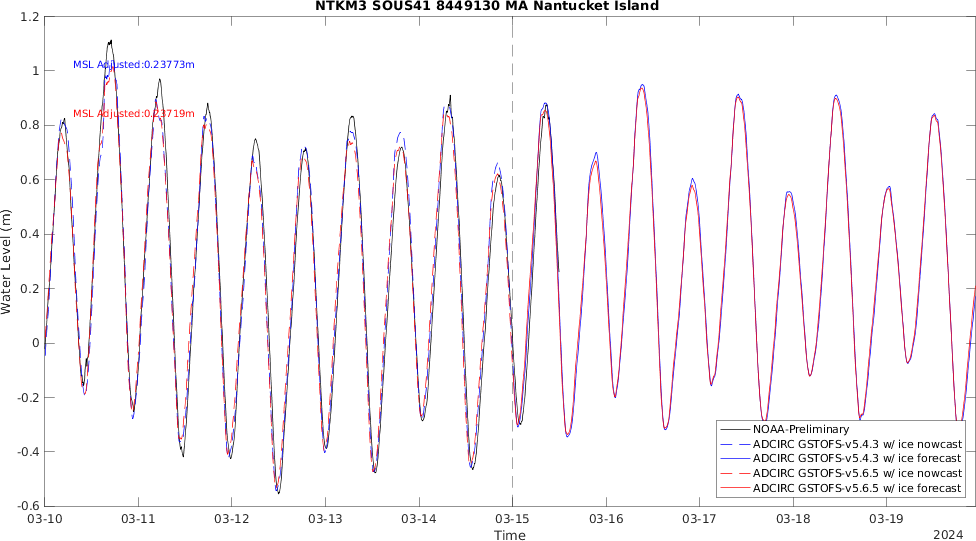 NTKM3 SOUS41 8449130 MA Nantucket Island
1.2
1
0.8
0.6
0.4
0.2
0
-0.2
-0.4
-0.6
Water Level (m)
MSL Adjusted:0.23773m
MSL Adjusted:0.23719m
NOAA-Preliminary
ADCIRC GSTOFS-v5.4.3 w/ ice nowcast
ADCIRC GSTOFS-v5.4.3 w/ ice forecast
ADCIRC GSTOFS-v5.6.5 w/ ice nowcast
ADCIRC GSTOFS-v5.6.5 w/ ice forecast
03-10 03-11 03-12 03-13 03-14 03-15 03-16 03-17 03-18 03-19
Time
2024